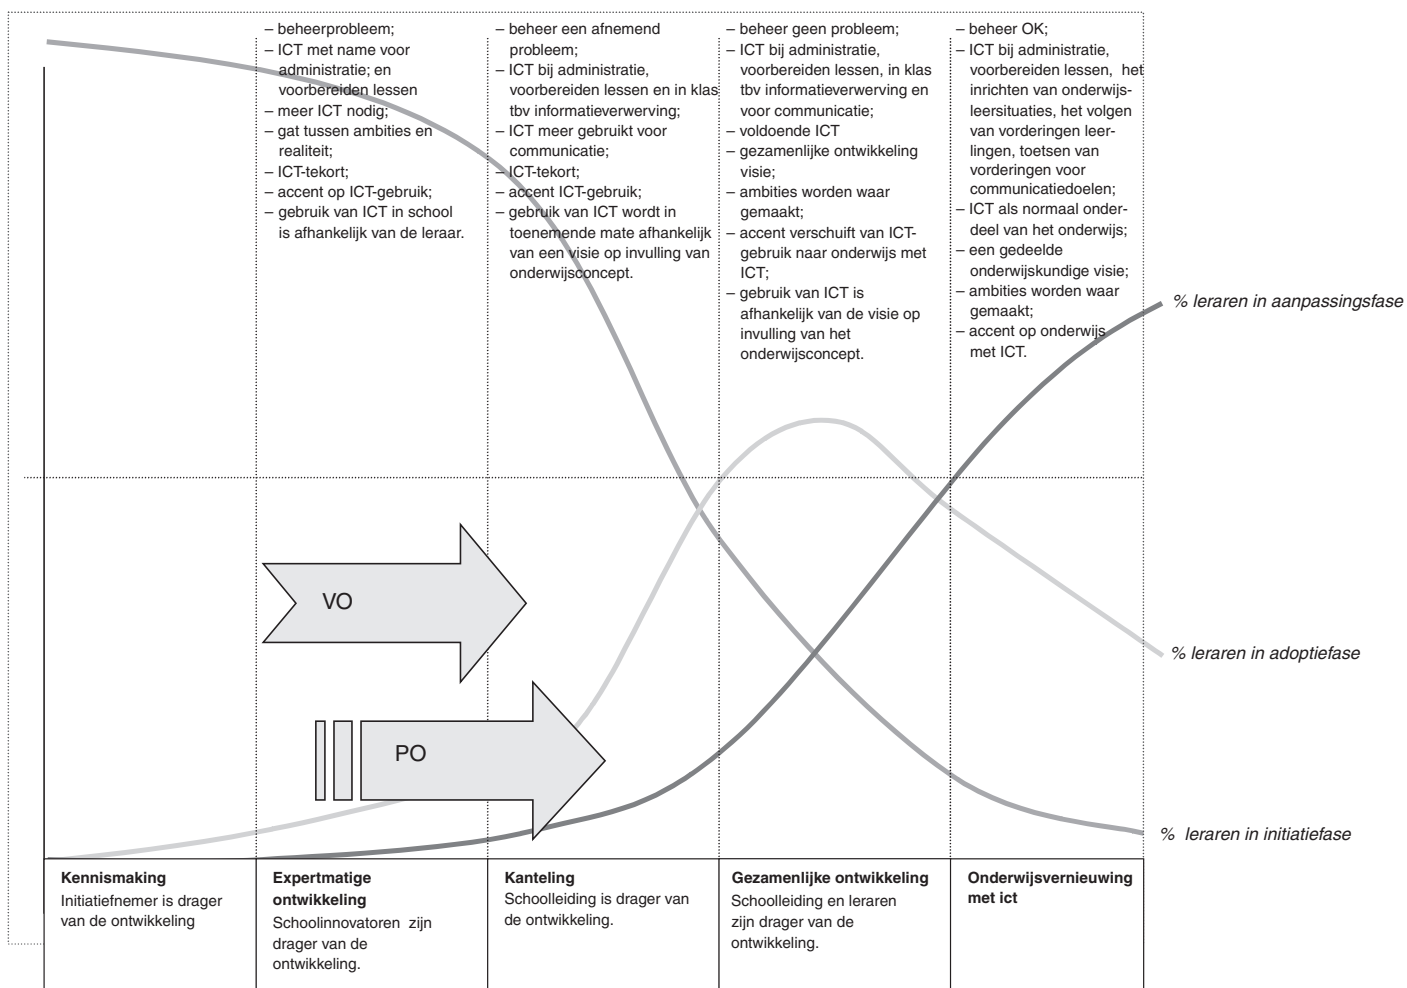 – beheerprobleem;
– ICT met name voor
administratie; en
voorbereiden lessen
– meer ICT nodig;
– gat tussen ambities en
realiteit;
– ICT-tekort;
– accent op ICT-gebruik;
– gebruik van ICT in school
is afhankelijk van de leraar.
– beheer een afnemend
probleem;
– ICT bij administratie,
voorbereiden lessen en in klas
tbv informatieverwerving;
– ICT meer gebruikt voor
communicatie;
– ICT-tekort;
– accent ICT-gebruik;
– gebruik van ICT wordt in
toenemende mate afhankelijk
van een visie op invulling van
onderwijsconcept.
– beheer geen probleem;
– ICT bij administratie,
voorbereiden lessen, in klas
tbv informatieverwerving en
voor communicatie;
– voldoende ICT
– gezamenlijke ontwikkeling
visie;
– ambities worden waar
gemaakt;
– accent verschuift van ICT-
gebruik naar onderwijs met
ICT;
– gebruik van ICT is
afhankelijk van de visie op
invulling van het
onderwijsconcept.
– beheer OK;
– ICT bij administratie,
voorbereiden lessen, het
inrichten van onderwijs-
leersituaties, het volgen
van vorderingen leer-
lingen, toetsen van
vorderingen voor
communicatiedoelen;
– ICT als normaal onder-
deel van het onderwijs;
– een gedeelde
onderwijskundige visie;
– ambities worden waar
gemaakt;
– accent op onderwijs
met ICT.
% leraren in aanpassingsfase
VO
% leraren in adoptiefase
PO
% leraren in initiatiefase
Kennismaking
Initiatiefnemer is drager
van de ontwikkeling
Expertmatige
ontwikkeling
Schoolinnovatoren zijn
drager van de
ontwikkeling.
Kanteling
Schoolleiding is drager van
de ontwikkeling.
Gezamenlijke ontwikkeling
Schoolleiding en leraren
zijn drager van de
ontwikkeling.
Onderwijsvernieuwing
met ict